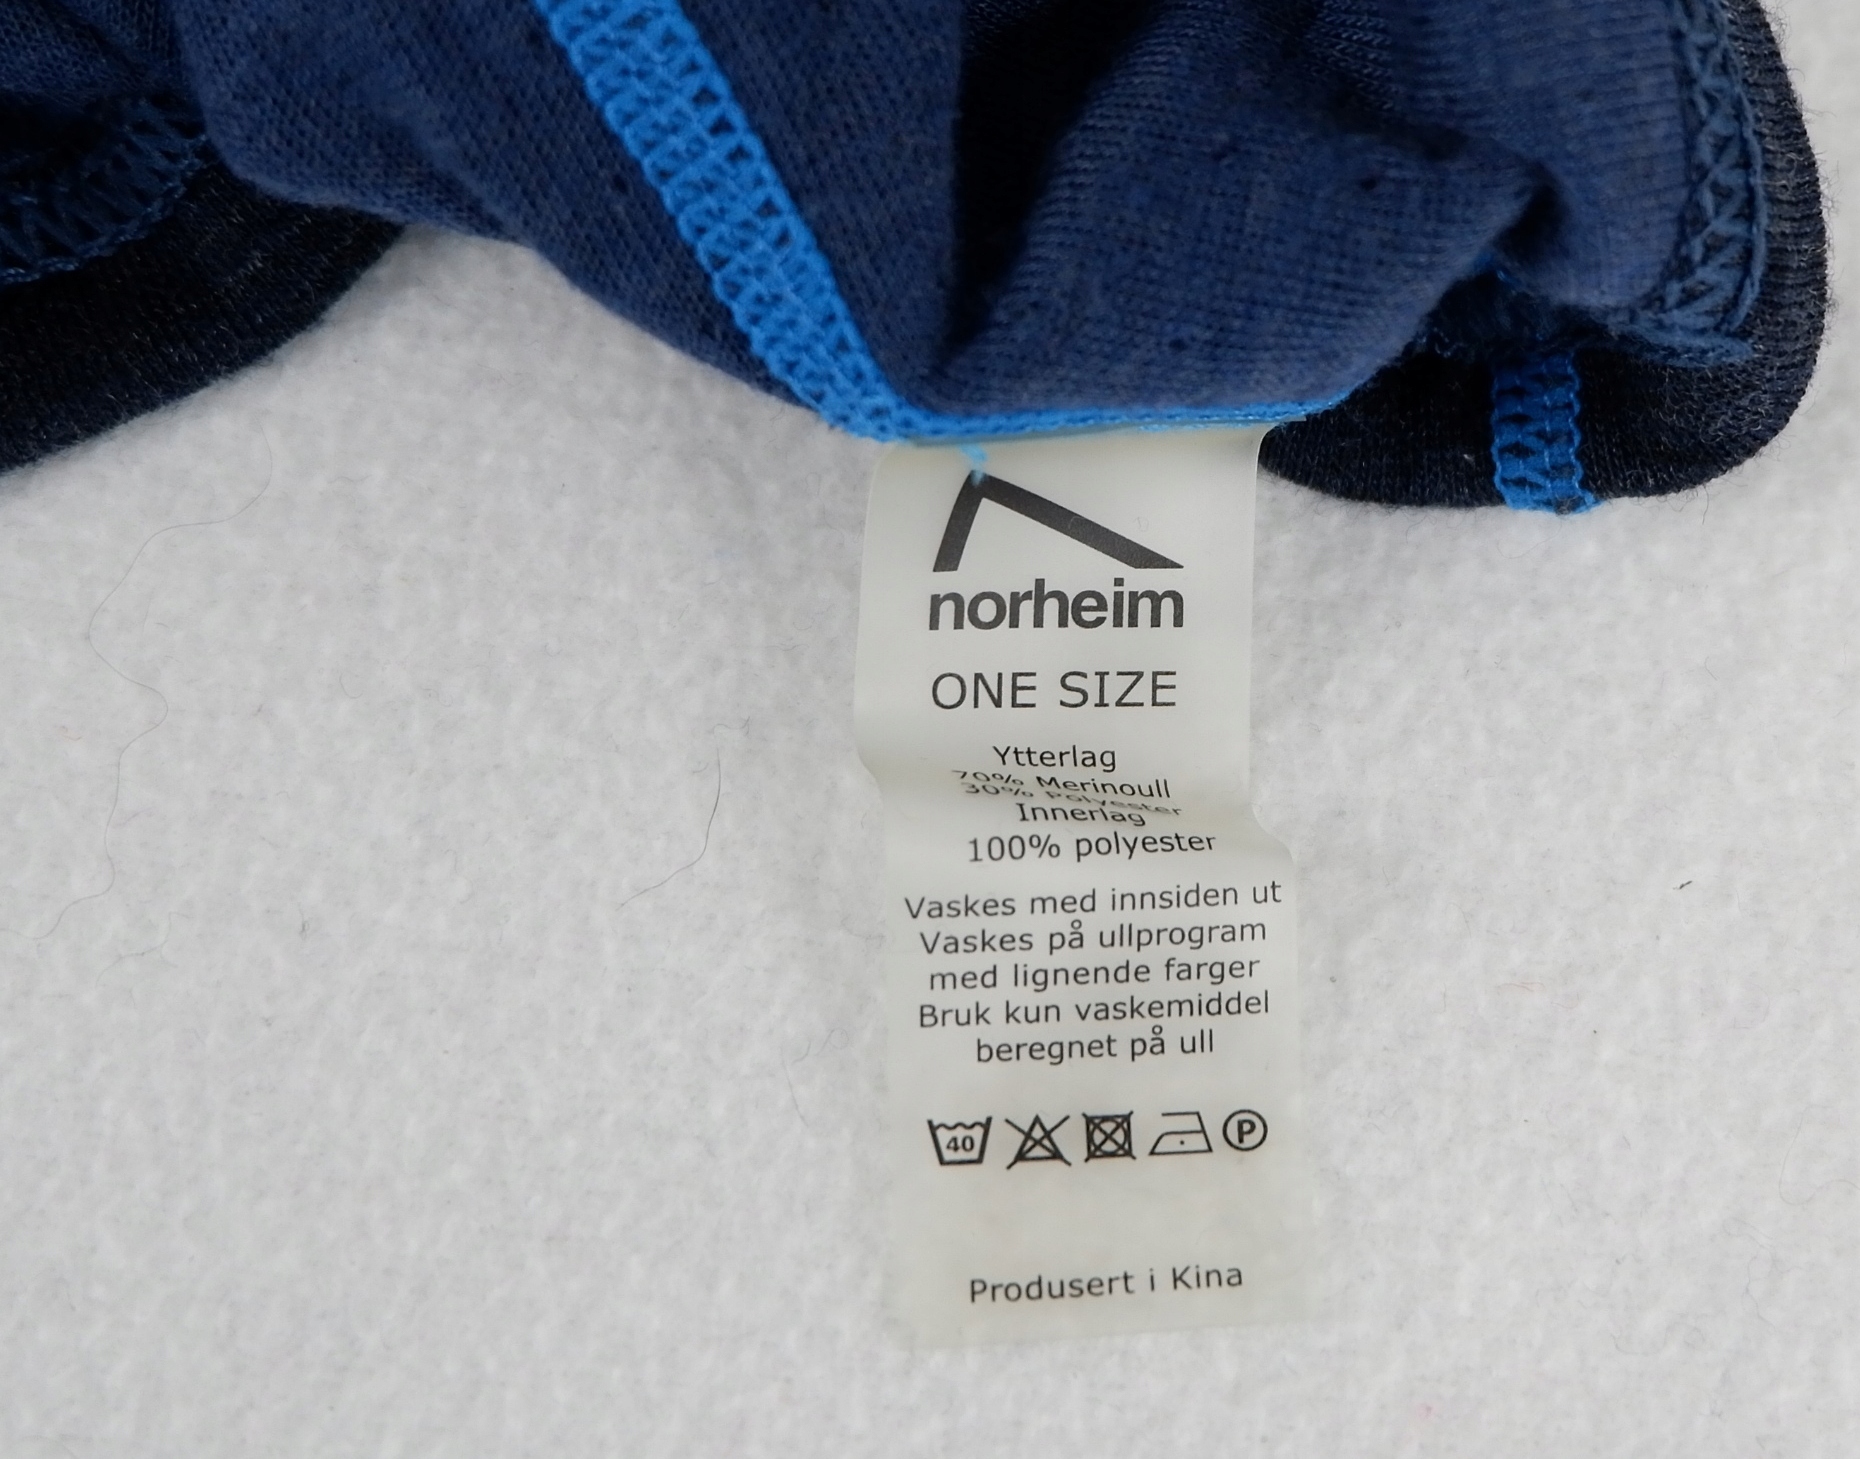 norheim
ONE SIZE
Ytterlag
70% Merinoull
30% Polyester
Innerlag
100% polyester
Vaskes med innsiden ut
Vaskes på ullprogram
med lignende farger
Bruk kun vaskemiddel
beregnet på ull
40 P
Produsert i Kina